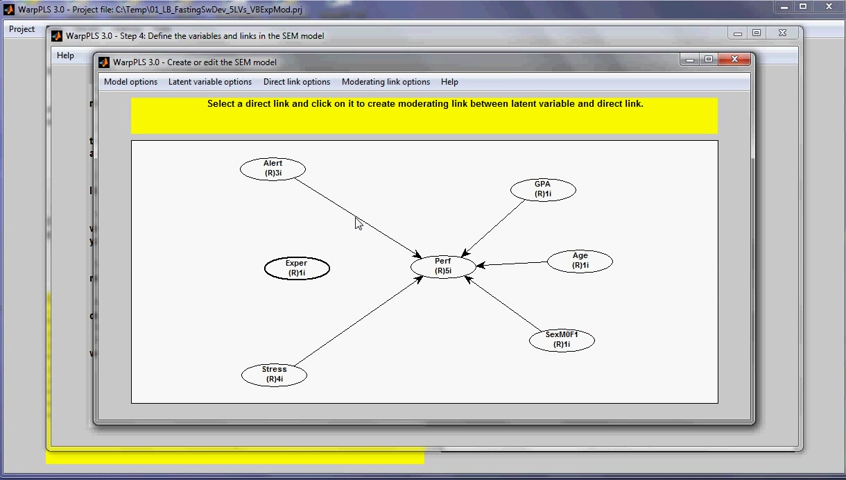 WarpPLS 3.0 - Project file: C:\Temp\01_LB_FastingSwDev_5LVs_VBExpMod.prj
Project
WarpPLS 3.0 - Step 4: Define the variables and links in the SEM model
Help
WarpPLS 3.0 - Create or edit the SEM model
Model options Latent variable options Direct link options Moderating link options Help
Select a direct link and click on it to create moderating link between latent variable and direct link.
Alert
(R)3i
GPA
(R)1i
Exper
(R)1i
Perf
(R)5i
Age
(R)1i
SexM0F1
(R)1i
Stress
(R)4i